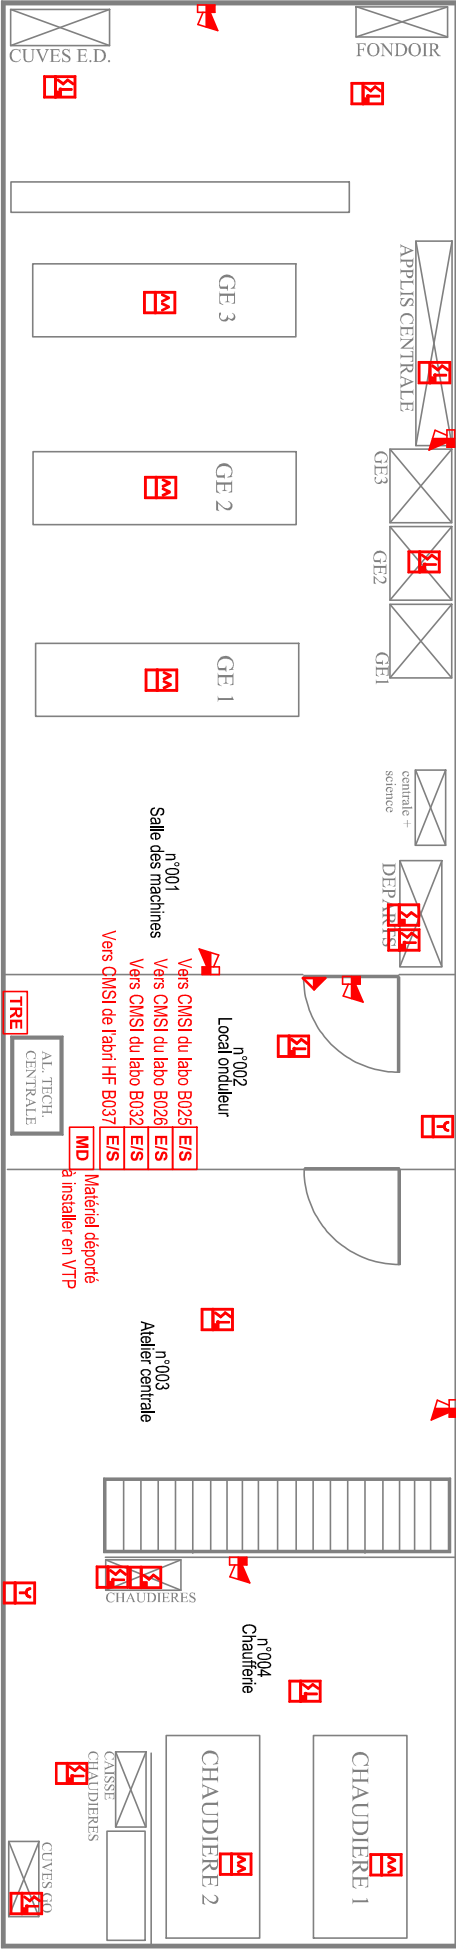 CUVES E.D.
FONDOIR
APPLIS CENTRALE
GE 3
GE 2
GE 1
GE3
GE2
GE1
centrale +
science
DEPARTS
n°001
Salle des machines
n°002
Local onduleur
Vers CMSI du labo B025
Vers CMSI du labo B026
Vers CMSI du labo B032
Vers CMSI de l'abri HF B037
E/S
E/S
E/S
E/S
MD
TRE
AL. TECH.
CENTRALE
Y
Matériel déporté
à installer en VTP
n°003
Atelier centrale
CHAUDIERES
Y
n°004
Chaufferie
CAISSE
CHAUDIERES
CHAUDIERE 2
CHAUDIERE 1
CUVES GO